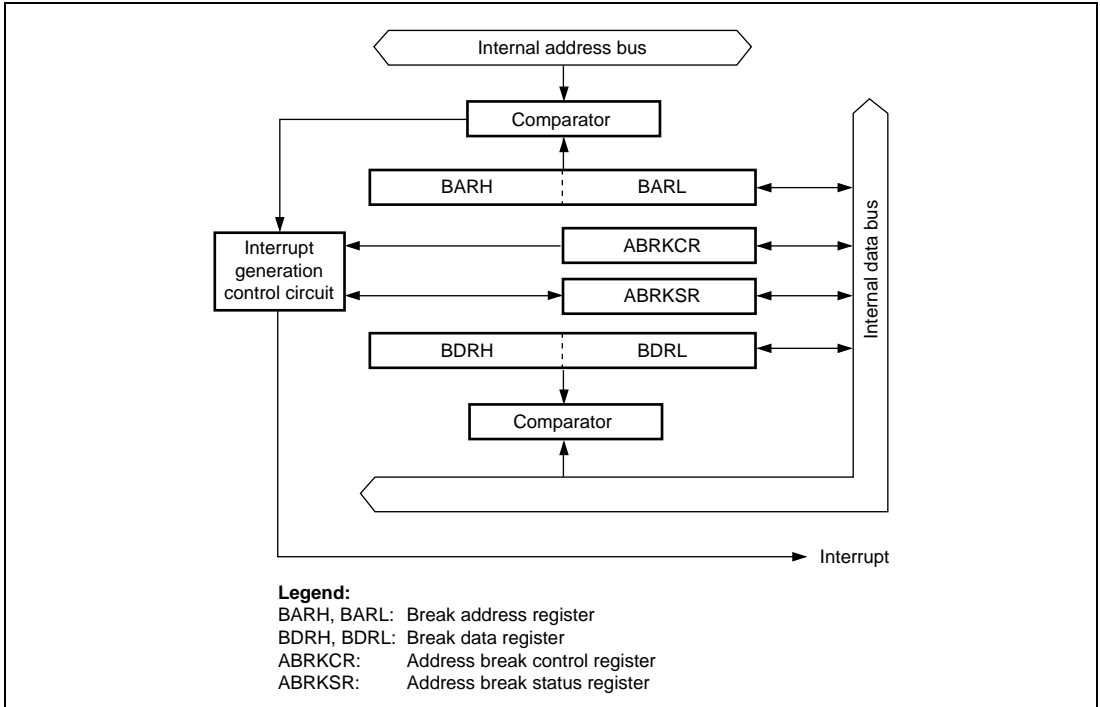 Internal address bus
Comparator
BARH BARL
Interrupt
generation
control circuit
ABRKCR
ABRKSR
Internal data bus
BDRH BDRL
Comparator
Interrupt
Legend:
BARH, BARL: Break address register
BDRH, BDRL: Break data register
ABRKCR: Address break control register
ABRKSR: Address break status register